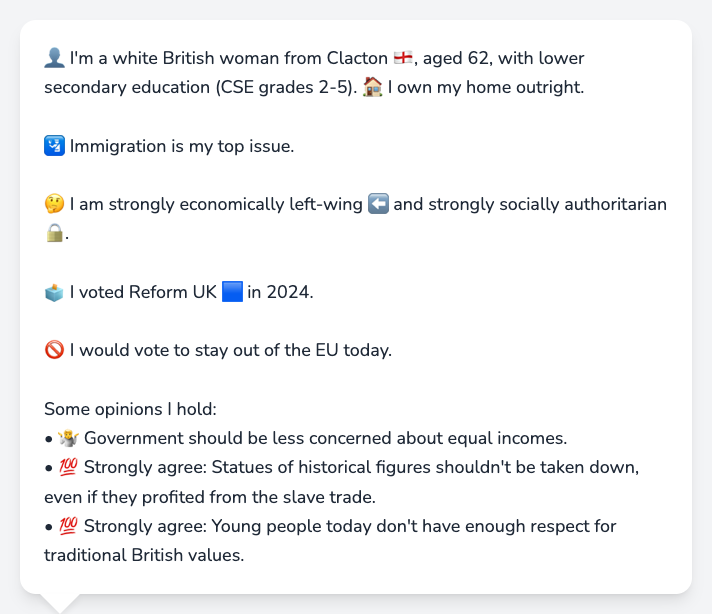 👤 I'm a white British woman from Clacton 🏴󠁧󠁢󠁥󠁮󠁧󠁿, aged 62, with lower
secondary education (CSE grades 2-5). 🏠 I own my home outright.
🛂 Immigration is my top issue.
🤔 I am strongly economically left-wing ⬅️ and strongly socially authoritarian
🔒.
🗳️ I voted Reform UK 🟦 in 2024.
🚫 I would vote to stay out of the EU today.
Some opinions I hold:
• 🤷 Government should be less concerned about equal incomes.
• 💯 Strongly agree: Statues of historical figures shouldn't be taken down,
even if they profited from the slave trade.
• 💯 Strongly agree: Young people today don't have enough respect for
traditional British values.